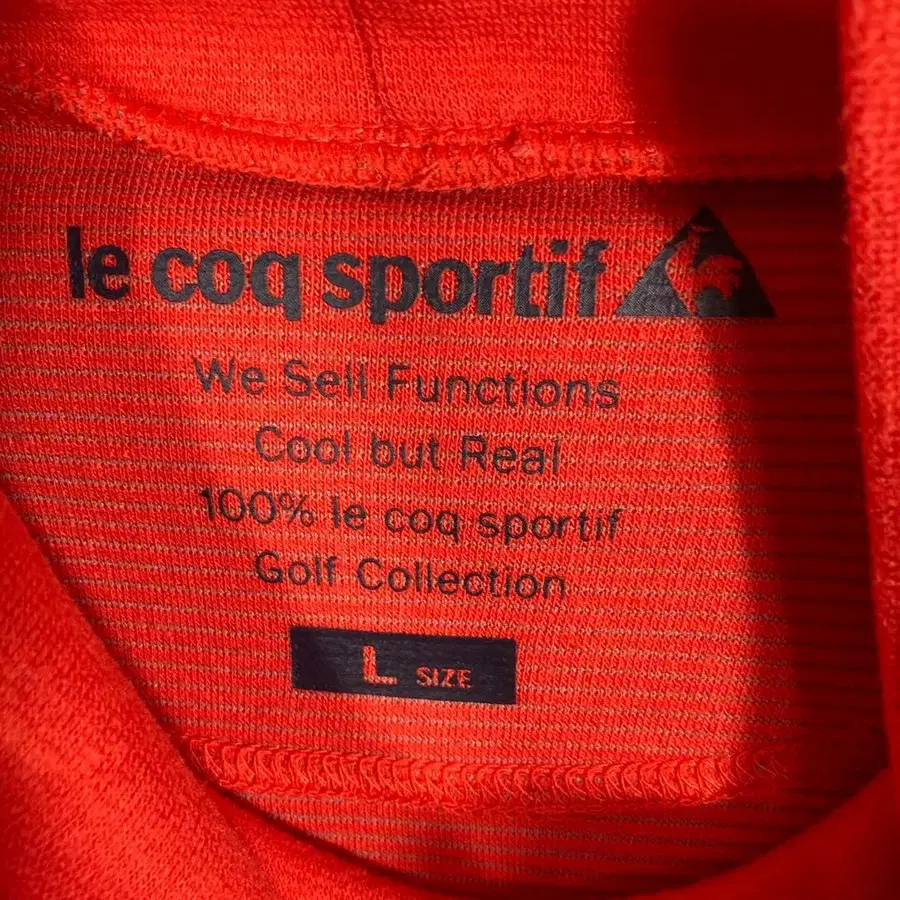 le coq sportif
We Sell Functions
Cool but Real
100% le coq sportif
Golf Collection
L SIZE